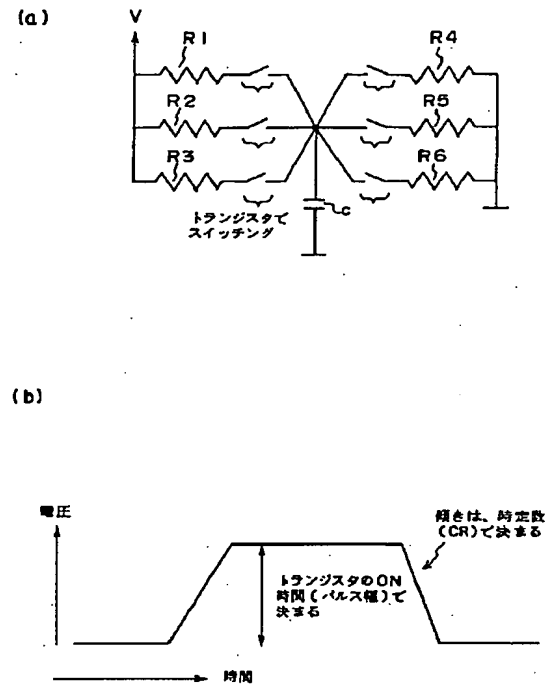 (a)
V
R1
R4
R2
R5
R3
R6
トランジスタで
スイッチング
C
(b)
電圧
傾きは、時定数
(CR)で決まる
トランジスタのON
時間(パルス幅)で
決まる
時間